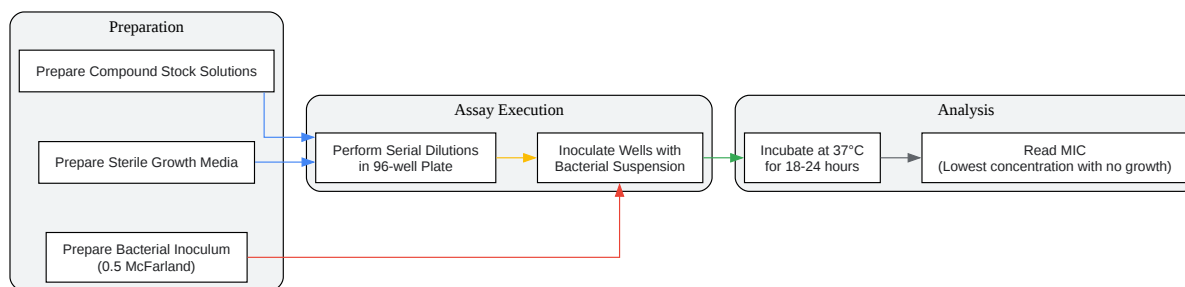 Preparation
Prepare Compound Stock Solutions
Prepare Sterile Growth Media
Prepare Bacterial Inoculum
(0.5 McFarland)
Assay Execution
Perform Serial Dilutions
in 96-well Plate
Inoculate Wells with
Bacterial Suspension
Analysis
Incubate at 37°C
for 18-24 hours
Read MIC
(Lowest concentration with no growth)